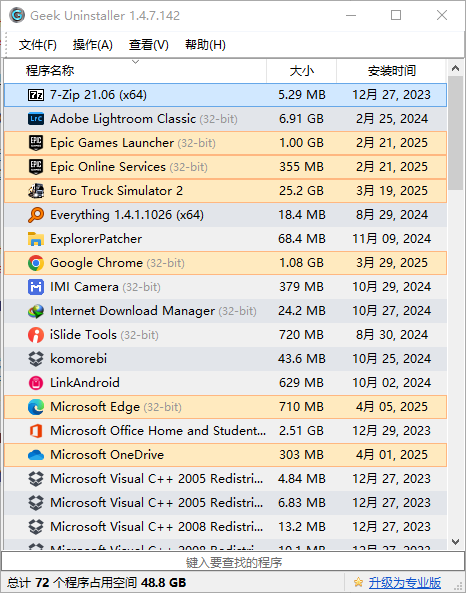 Geek Uninstaller 1.4.7.142
文件(F) 操作(A) 查看(V) 帮助(H)
程序名称 大小 安装时间
7-Zip 21.06 (x64) 5.29 MB 12月 27, 2023
Adobe Lightroom Classic (32-bit) 6.91 GB 2月 25, 2024
Epic Games Launcher (32-bit) 1.00 GB 2月 21, 2025
Epic Online Services (32-bit) 355 MB 2月 21, 2025
Euro Truck Simulator 2 25.2 GB 3月 19, 2025
Everything 1.4.1.1026 (x64) 18.4 MB 8月 29, 2024
ExplorerPatcher 68.4 MB 11月 09, 2024
Google Chrome (32-bit) 1.08 GB 3月 29, 2025
IMI Camera (32-bit) 379 MB 10月 29, 2024
Internet Download Manager (32-bit) 24.2 MB 10月 27, 2024
iSlide Tools (32-bit) 720 MB 8月 30, 2024
komorebi 43.6 MB 10月 25, 2024
LinkAndroid 629 MB 10月 02, 2024
Microsoft Edge (32-bit) 710 MB 4月 05, 2025
Microsoft Office Home and Student... 2.51 GB 12月 29, 2023
Microsoft OneDrive 303 MB 4月 01, 2025
Microsoft Visual C++ 2005 Redistri... 4.84 MB 12月 27, 2023
Microsoft Visual C++ 2005 Redistri... 6.83 MB 12月 27, 2023
Microsoft Visual C++ 2008 Redistri... 13.2 MB 12月 27, 2023
Microsoft Visual C++ 2008 Redistri... 10.1 MB 12月 27, 2023
键入要查找的程序
总计 72 个程序占用空间 48.8 GB 升级为专业版